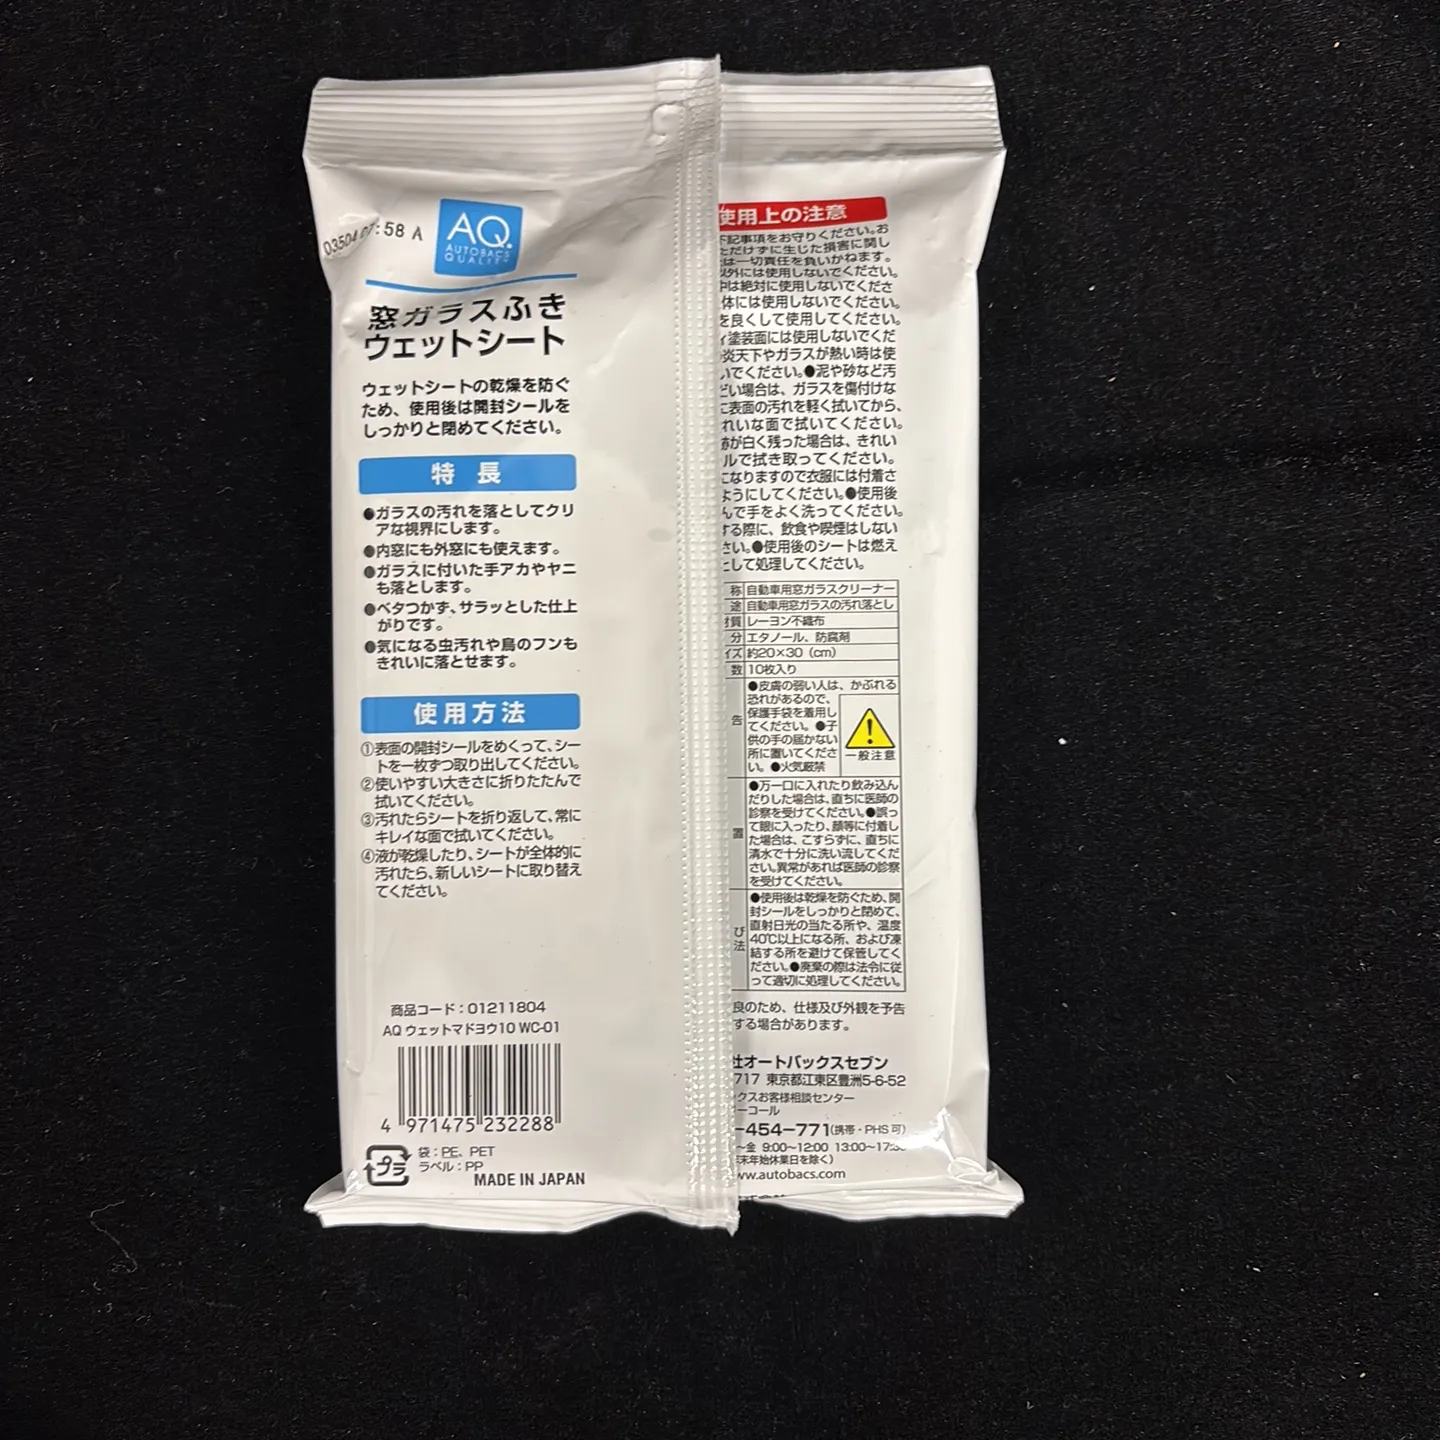 58 A
AQ.
AUTOBACS
QUALITY
窓ガラスふき
ウェットシート
ウェットシートの乾燥を防ぐ
ため、使用後は開封シールを
しっかりと閉めてください。
特長
●ガラスの汚れを落としてクリ
アな視界にします。
●内窓にも外窓にも使えます。
●ガラスに付いた手アカやヤニ
も落とします。
●ベタつかず、サラッとした仕上
がりです。
●気になる虫汚れや鳥のフンも
きれいに落とせます。
使用方法
①表面の開封シールをめくって、シー
トを一枚ずつ取り出してください。
②使いやすい大きさに折りたたんで
拭いてください。
③汚れたらシートを折り返して、常に
キレイな面で拭いてください。
④液が乾燥したり、シートが全体的に
汚れたら、新しいシートに取り替え
てください。
商品コード:01211804
AQ ウェットマドヨウ10 WC-01
4 971475 232288
プラ
袋:PE、PET
ラベル:PP
MADE IN JAPAN
使用上の注意
下記事項をお守りください。お
ただけずに生じた損害に関し
は一切責任を負いかねます。
以外には使用しないでください。
中は絶対に使用しないでくださ
体には使用しないでください。
を良くして使用してください。
塗装面には使用しないでくだ
炎天下やガラスが熱い時は使
いでください。●泥や砂など汚
どい場合は、ガラスを傷付けな
に表面の汚れを軽く拭いてから、
れいな面で拭いてください。
跡が白く残った場合は、きれい
ルで拭き取ってください。
になりますので衣服には付着さ
ようにしてください。●使用後
んで手をよく洗ってください。
する際に、飲食や喫煙はしない
さい。●使用後のシートは燃え
として処理してください。
称 自動車用窓ガラスクリーナー
途 自動車用窓ガラスの汚れ落とし
材質 レーヨン不織布
分 エタノール、防腐剤
イズ 約20×30(cm)
数 10枚入り
告 ●皮膚の弱い人は、かぶれる
恐れがあるので、
保護手袋を着用し
てください。●子
供の手の届かない
所に置いてくださ
い。●火気厳禁
一般注意
置 ●万一口に入れたり飲み込ん
だりした場合は、直ちに医師の
診察を受けてください。●誤っ
て眼に入ったり、顔等に付着し
た場合は、こすらずに、直ちに
清水で十分に洗い流してくだ
さい。異常があれば医師の診察
を受けてください。
び法 ●使用後は乾燥を防ぐため、開
封シールをしっかりと閉めて、
直射日光の当たる所や、温度
40℃以上になる所、および凍
結する所を避けて保管してく
ださい。●廃棄の際は法令に従
って適切に処理してください。
良のため、仕様及び外観を予告
する場合があります。
社オートバックスセブン
717 東京都江東区豊洲5-6-52
クスお客様相談センター
ーコール
-454-771(携帯・PHS可)
～金 9:00～12:00 13:00～17:
末年始休業日を除く)
ww.autobacs.com